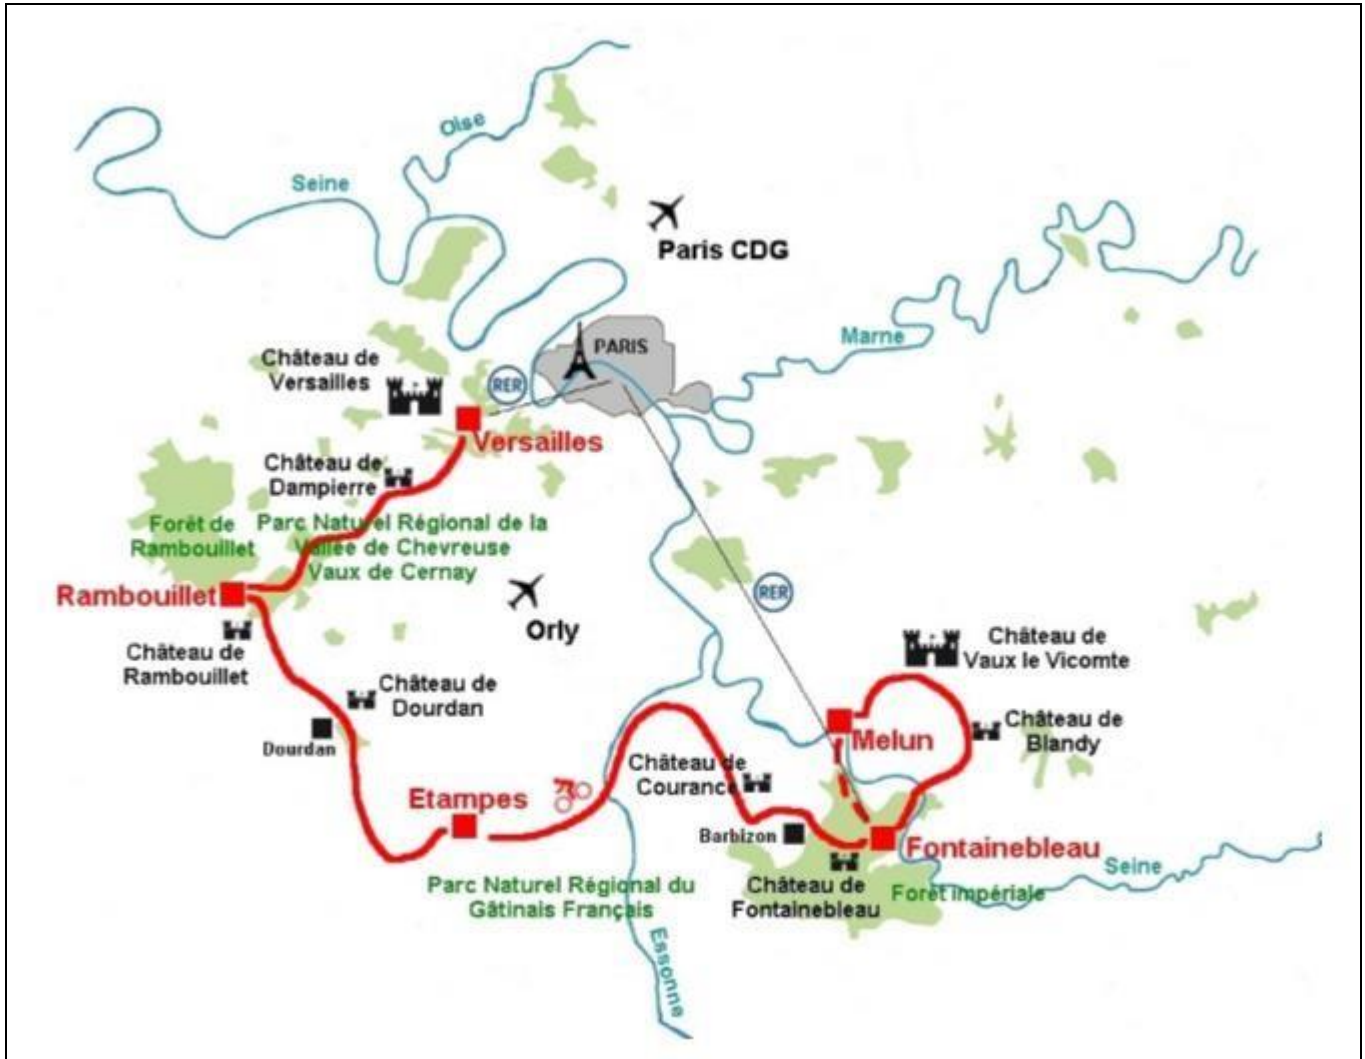 Oise
Seine
Paris CDG
Marne
PARIS
Château de
Versailles
RER
Versailles
Château de
Dampierre
Forêt de
Rambouillet
Parc Naturel Régional de la
Vallée de Chevreuse
Vaux de Cernay
RER
Rambouillet
Orly
Château de
Rambouillet
Château de
Vaux le Vicomte
Château de
Dourdan
Château de
Blandy
Dourdan
Melun
Château de
Courance
Etampes
Barbizon
Fontainebleau
Seine
Parc Naturel Régional du
Gâtinais Français
Château de
Fontainebleau
Forêt impériale
Essonne